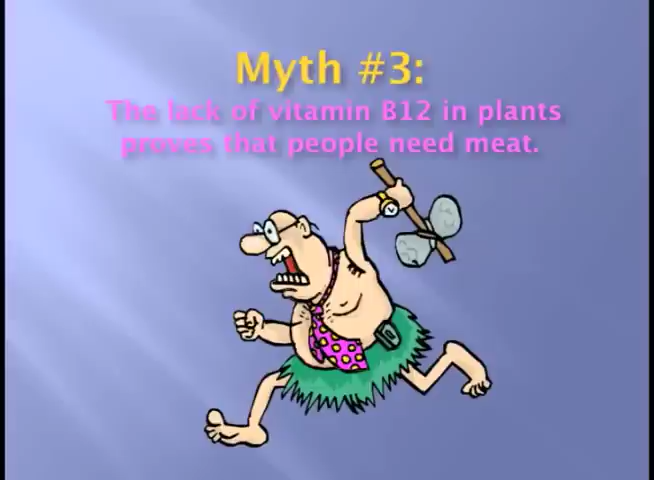 Myth #3:
The lack of vitamin B12 in plants
proves that people need meat.